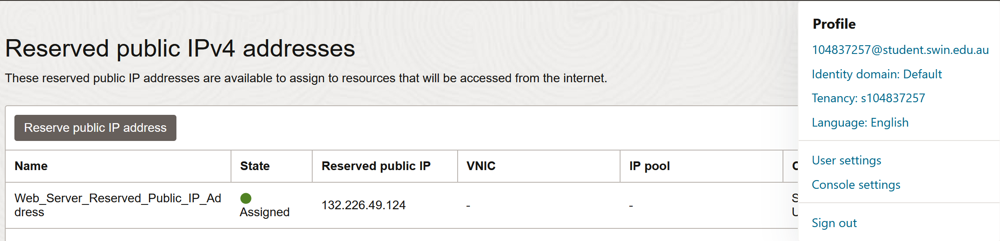 Reserved public IPv4 addresses
These reserved public IP addresses are available to assign to resources that will be accessed from the internet.
Reserve public IP address
Name State Reserved public IP VNIC IP pool
Web_Server_Reserved_Public_IP_Ad
dress
Assigned
132.226.49.124
-
-
Profile
104837257@student.swin.edu.au
Identity domain: Default
Tenancy: s104837257
Language: English
User settings
Console settings
Sign out